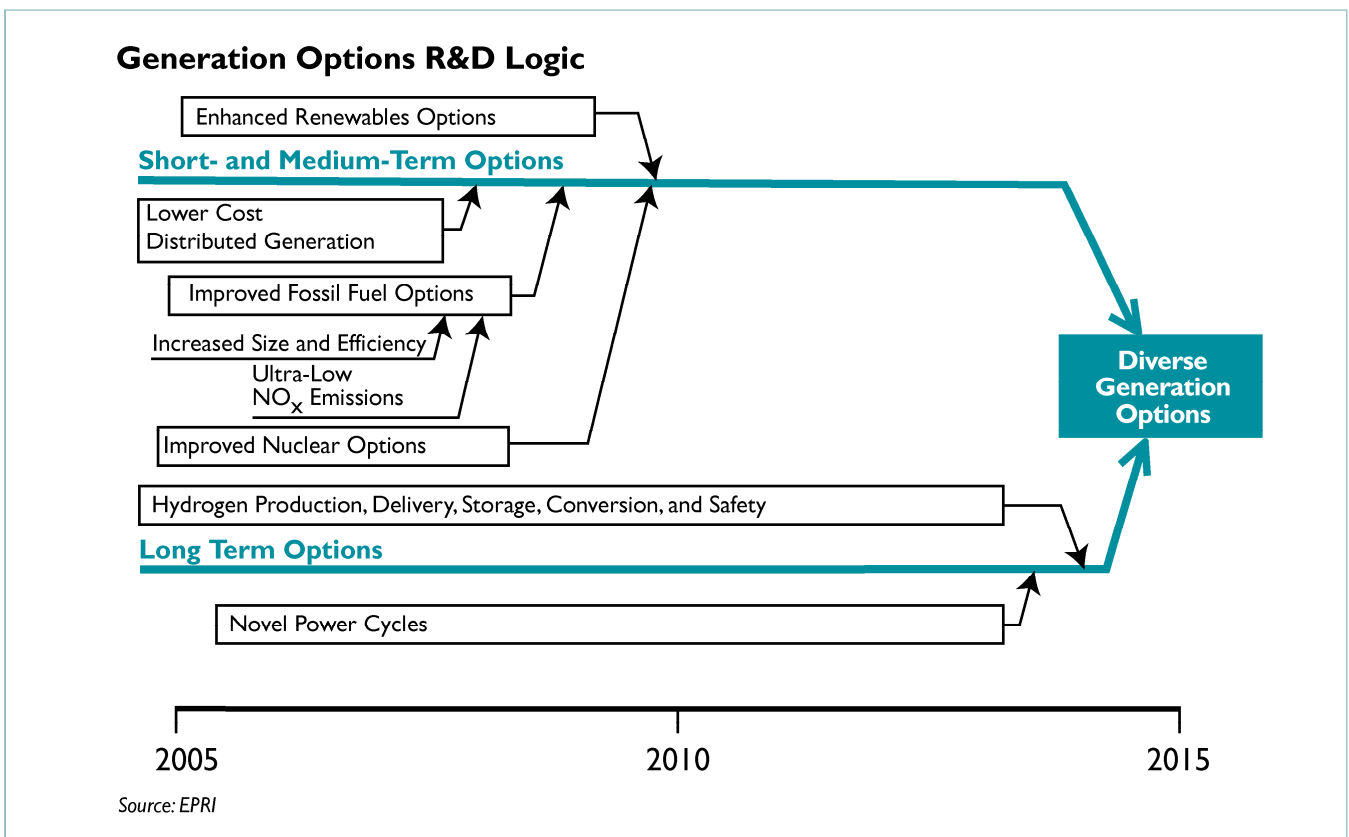 Generation Options R&D Logic
Enhanced Renewables Options
Short- and Medium-Term Options
Lower Cost
Distributed Generation
Improved Fossil Fuel Options
Increased Size and Efficiency
Ultra-Low
NOx Emissions
Improved Nuclear Options
Diverse
Generation
Options
Hydrogen Production, Delivery, Storage, Conversion, and Safety
Long Term Options
Novel Power Cycles
2005
2010
2015
Source: EPRI